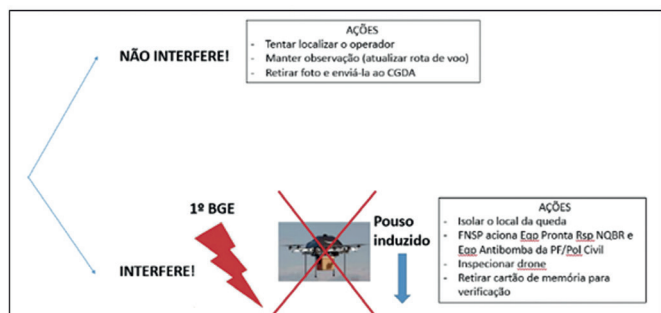 AÇÕES
- Tentar localizar o operador
- Manter observação (atualizar rota de voo)
- Retirar foto e enviá-la ao CGDA
NÃO INTERFERE!
1º BGE
Pouso
induzido
INTERFERE!
AÇÕES
- Isolar o local da queda
- FNSP aciona Eqp Pronta Rsp NQBR e
Eqp Antibomba da PF/Pol Civil
- Inspecionar drone
- Retirar cartão de memória para
verificação